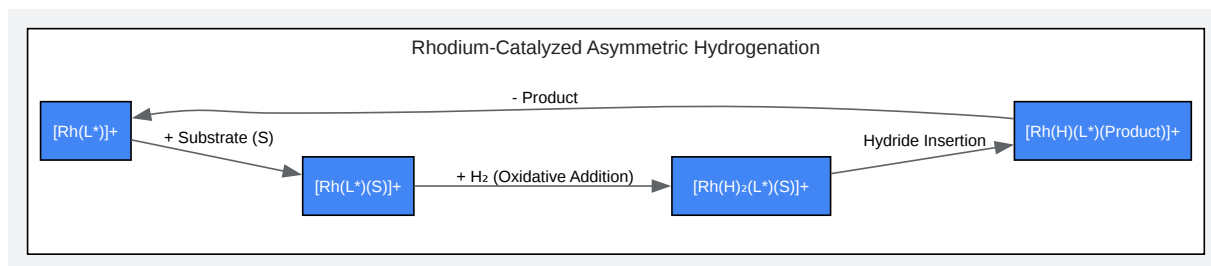 Rhodium-Catalyzed Asymmetric Hydrogenation
- Product
[Rh(L*)]+
+ Substrate (S)
[Rh(L*)(S)]+
+ H₂ (Oxidative Addition)
[Rh(H)₂(L*)(S)]+
Hydride Insertion
[Rh(H)(L*)(Product)]+